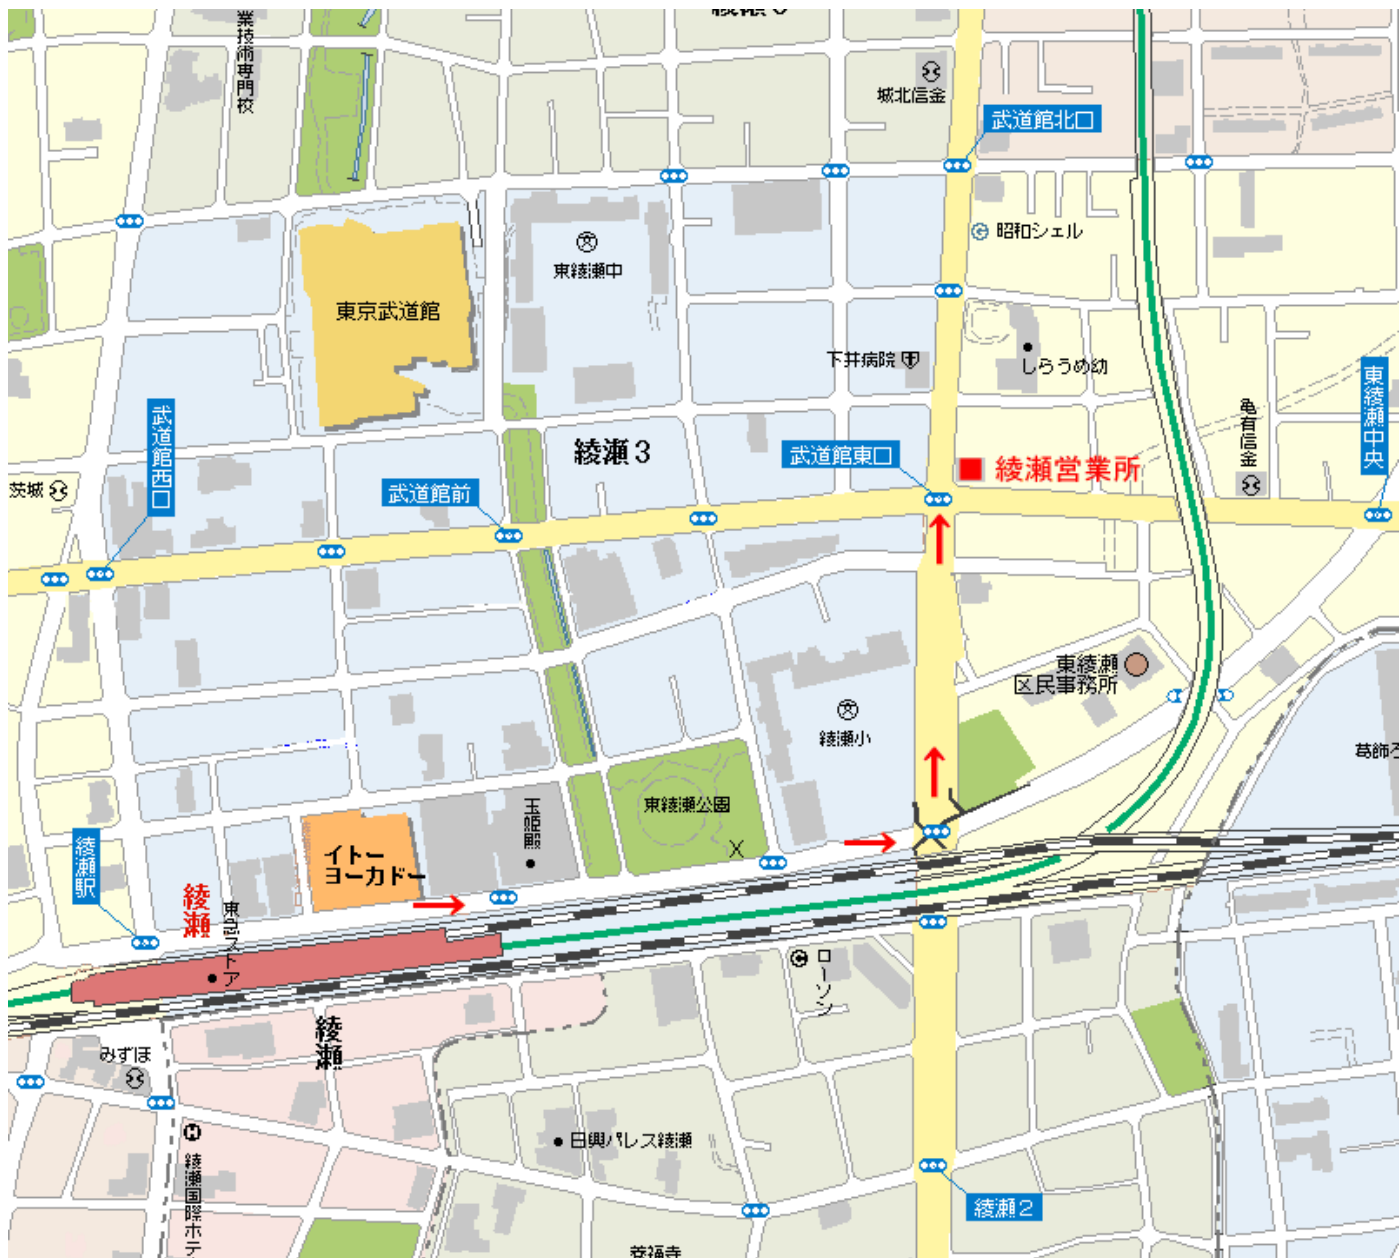 業技術専門校
城北信金
武道館北口
昭和シェル
東綾瀬中
東京武道館
下井病院
しらうめ幼
東綾瀬中央
亀有信金
武道館西口
綾瀬3
武道館東口
綾瀬営業所
茨城
武道館前
東綾瀬
区民事務所
綾瀬小
葛飾ろ
東綾瀬公園
玉姫殿
イトー
ヨーカドー
綾瀬駅
綾瀬
東急ストア
ローソン
綾瀬
みずほ
日興パレス綾瀬
綾瀬国際ホテ
綾瀬2